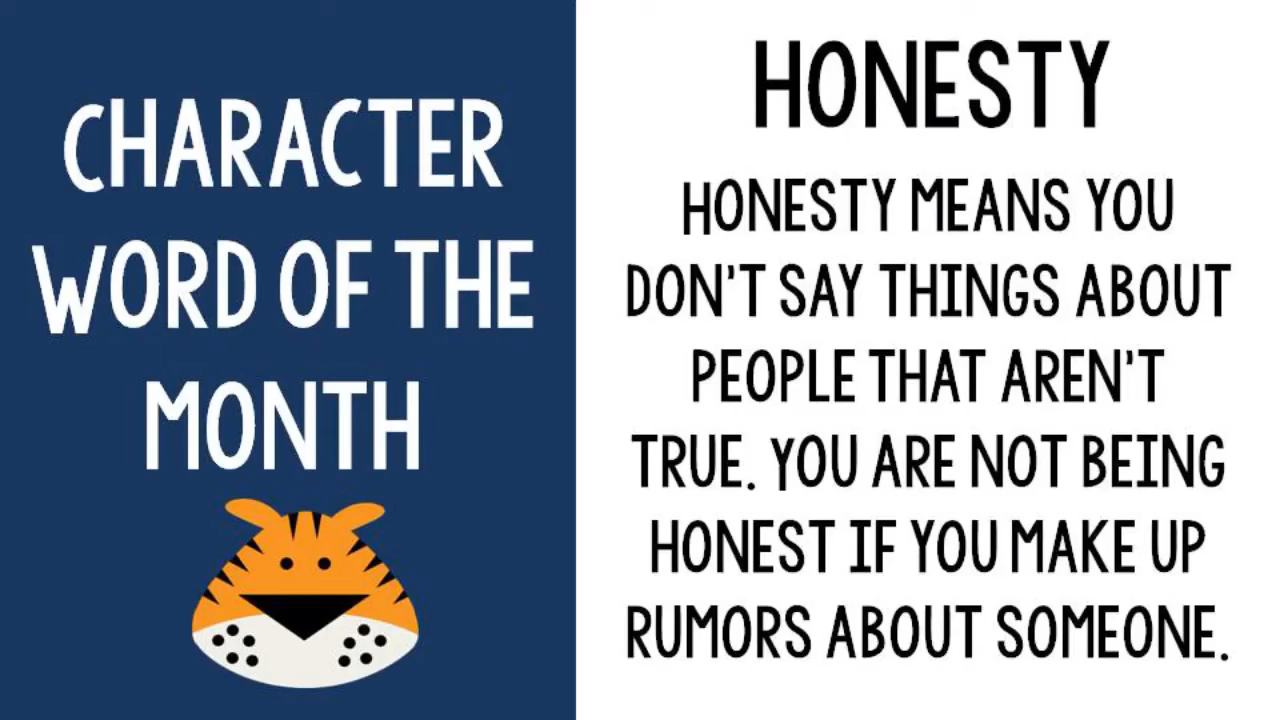 CHARACTER
WORD OF THE
MONTH
HONESTY
HONESTY MEANS YOU
DON'T SAY THINGS ABOUT
PEOPLE THAT AREN'T
TRUE. YOU ARE NOT BEING
HONEST IF YOU MAKE UP
RUMORS ABOUT SOMEONE.